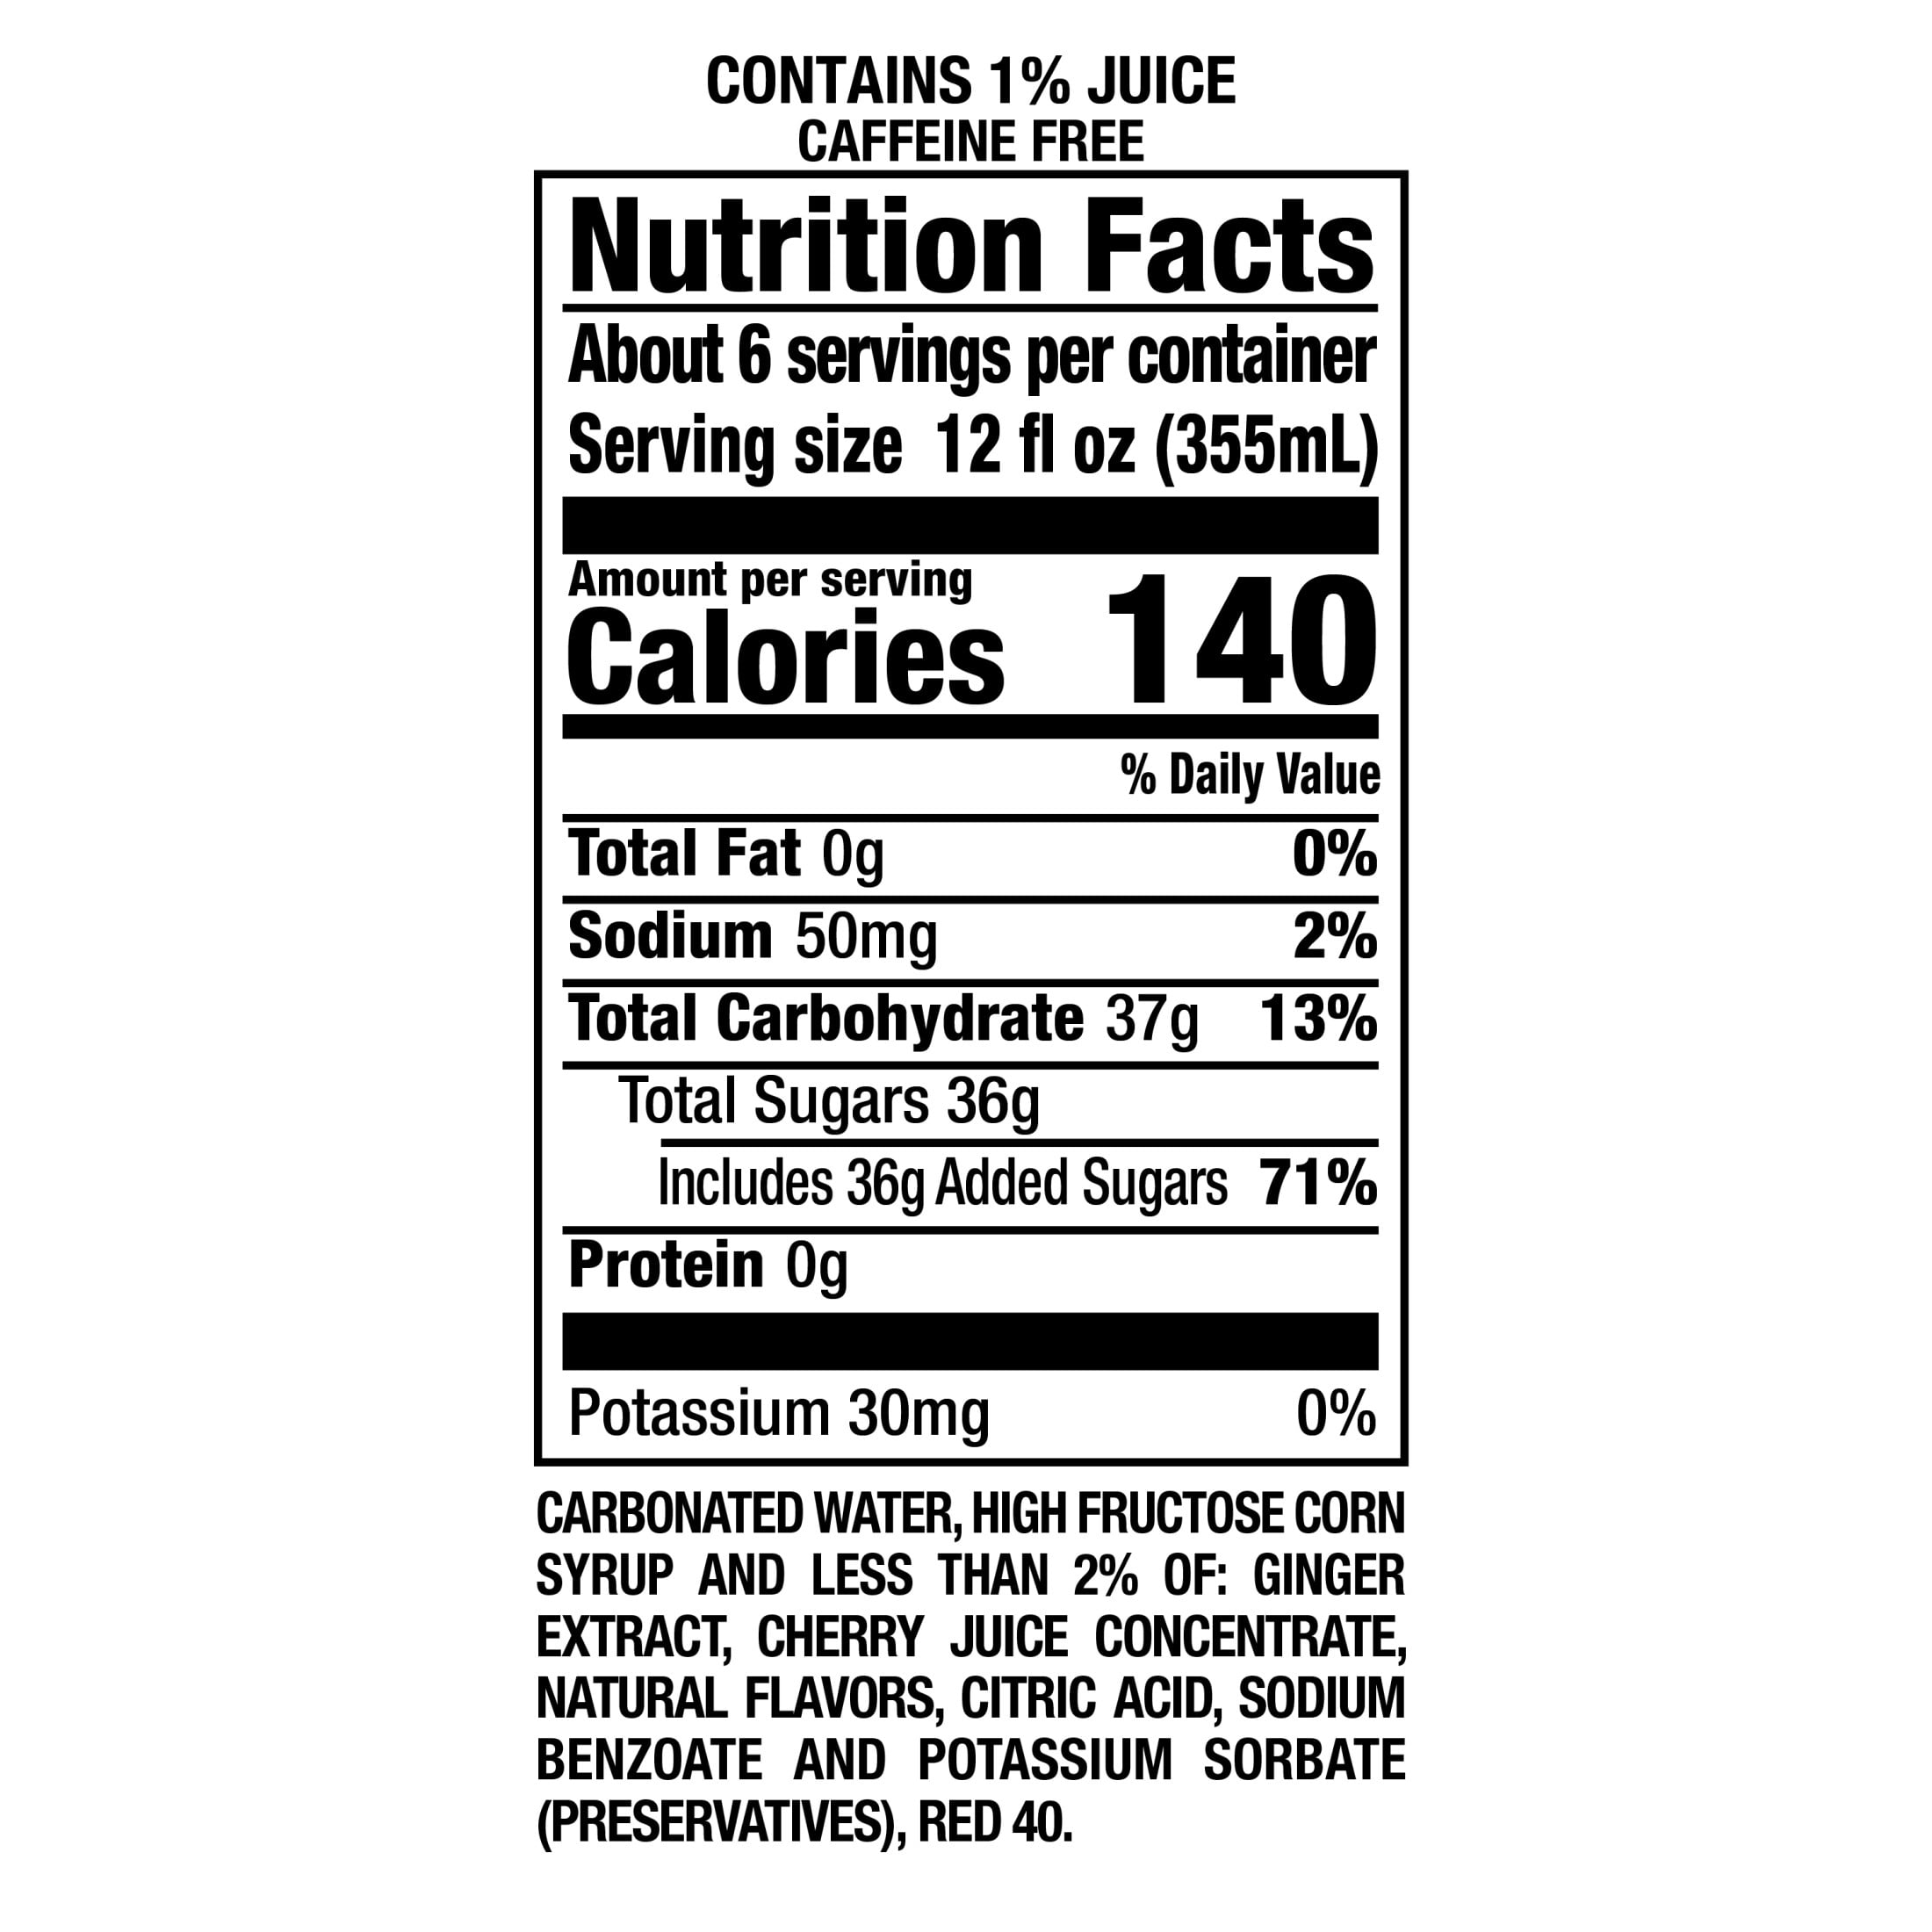 CONTAINS 1% JUICE
CAFFEINE FREE
Nutrition Facts
About 6 servings per container
Serving size 12 fl oz (355mL)
Amount per serving
Calories 140
% Daily Value
Total Fat 0g 0%
Sodium 50mg 2%
Total Carbohydrate 37g 13%
Total Sugars 36g
Includes 36g Added Sugars 71%
Protein 0g
Potassium 30mg 0%
CARBONATED WATER, HIGH FRUCTOSE CORN
SYRUP AND LESS THAN 2% OF: GINGER
EXTRACT, CHERRY JUICE CONCENTRATE,
NATURAL FLAVORS, CITRIC ACID, SODIUM
BENZOATE AND POTASSIUM SORBATE
(PRESERVATIVES), RED 40.